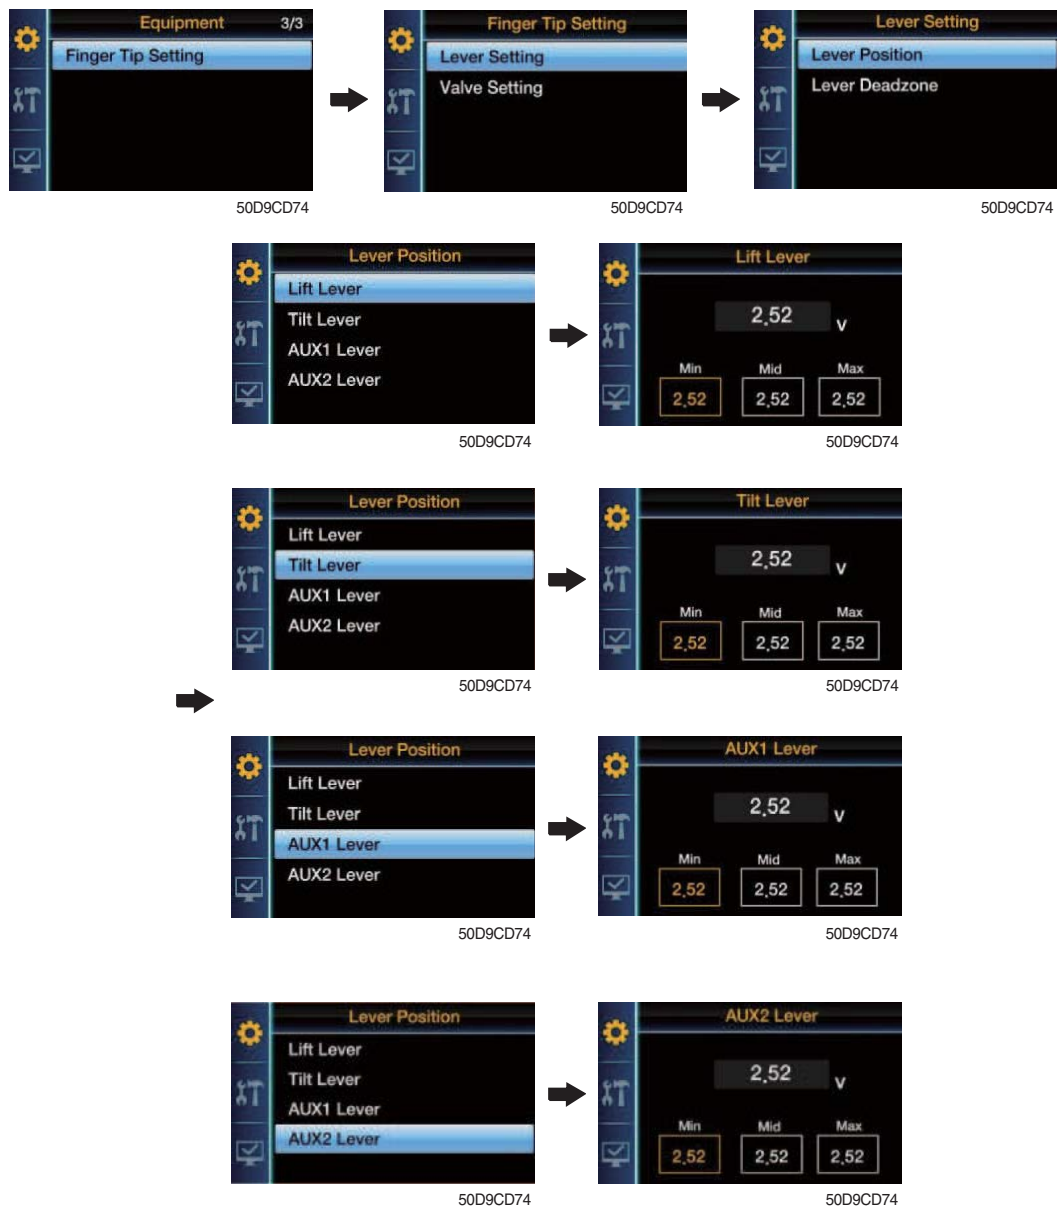 Equipment 3/3
Finger Tip Setting
50D9CD74
Finger Tip Setting
Lever Setting
Valve Setting
50D9CD74
Lever Setting
Lever Position
Lever Deadzone
50D9CD74
Lever Position
Lift Lever
Tilt Lever
AUX1 Lever
AUX2 Lever
50D9CD74
Lift Lever
2.52 V
Min Mid Max
2.52 2.52 2.52
50D9CD74
Lever Position
Lift Lever
Tilt Lever
AUX1 Lever
AUX2 Lever
50D9CD74
Tilt Lever
2.52 V
Min Mid Max
2.52 2.52 2.52
50D9CD74
Lever Position
Lift Lever
Tilt Lever
AUX1 Lever
AUX2 Lever
50D9CD74
AUX1 Lever
2.52 V
Min Mid Max
2.52 2.52 2.52
50D9CD74
Lever Position
Lift Lever
Tilt Lever
AUX1 Lever
AUX2 Lever
50D9CD74
AUX2 Lever
2.52 V
Min Mid Max
2.52 2.52 2.52
50D9CD74